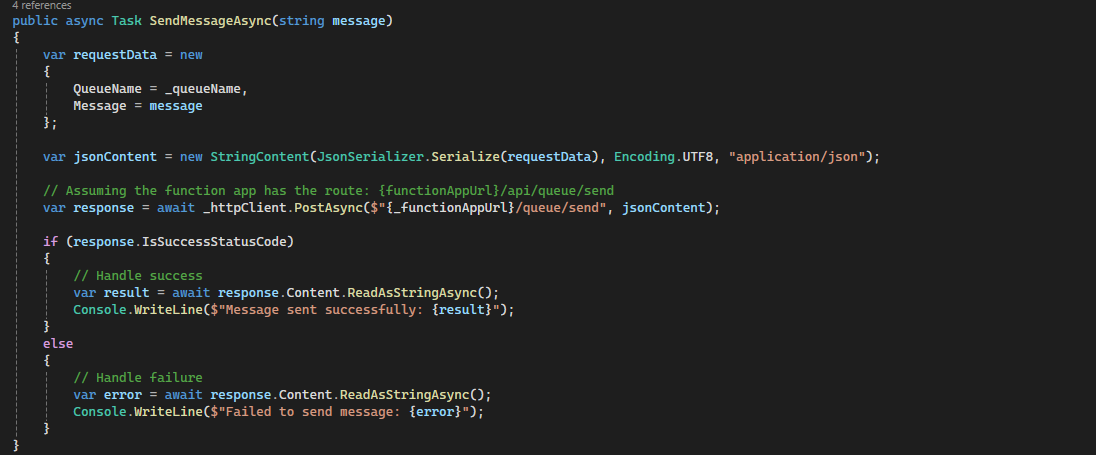 4 references
public async Task SendMessageAsync(string message)
{
    var requestData = new
    {
        QueueName = _queueName,
        Message = message
    };

    var jsonContent = new StringContent(JsonSerializer.Serialize(requestData), Encoding.UTF8, "application/json");

    // Assuming the function app has the route: {functionAppUrl}/api/queue/send
    var response = await _httpClient.PostAsync($"{_functionAppUrl}/queue/send", jsonContent);

    if (response.IsSuccessStatusCode)
    {
        // Handle success
        var result = await response.Content.ReadAsStringAsync();
        Console.WriteLine($"Message sent successfully: {result}");
    }
    else
    {
        // Handle failure
        var error = await response.Content.ReadAsStringAsync();
        Console.WriteLine($"Failed to send message: {error}");
    }
}